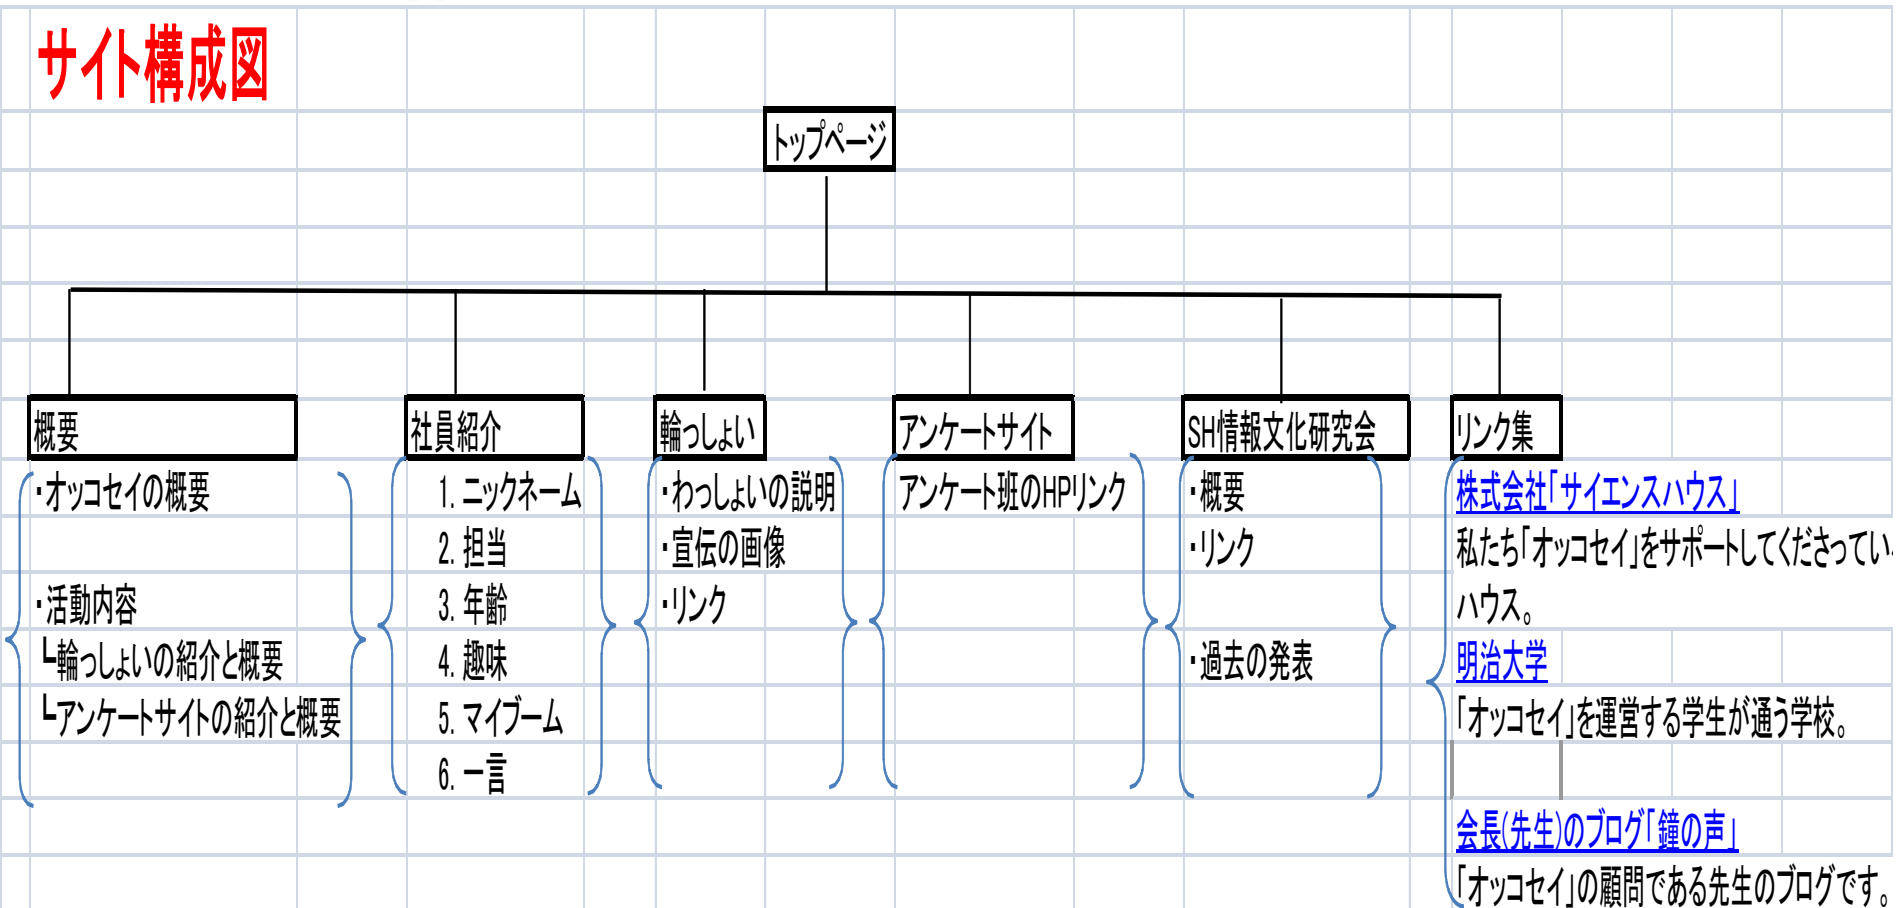 サイト構成図
トップページ
概要
・オッコセイの概要
・活動内容
┗輪っしょいの紹介と概要
┗アンケートサイトの紹介と概要
社員紹介
1. ニックネーム
2. 担当
3. 年齢
4. 趣味
5. マイブーム
6. 一言
輪っしょい
・わっしょいの説明
・宣伝の画像
・リンク
アンケートサイト
アンケート班のHPリンク
SH情報文化研究会
・概要
・リンク
・過去の発表
リンク集
株式会社「サイエンスハウス」
私たち「オッコセイ」をサポートしてくださってい
ハウス。
明治大学
「オッコセイ」を運営する学生が通う学校。
会長(先生)のブログ「鐘の声」
「オッコセイ」の顧問である先生のブログです。